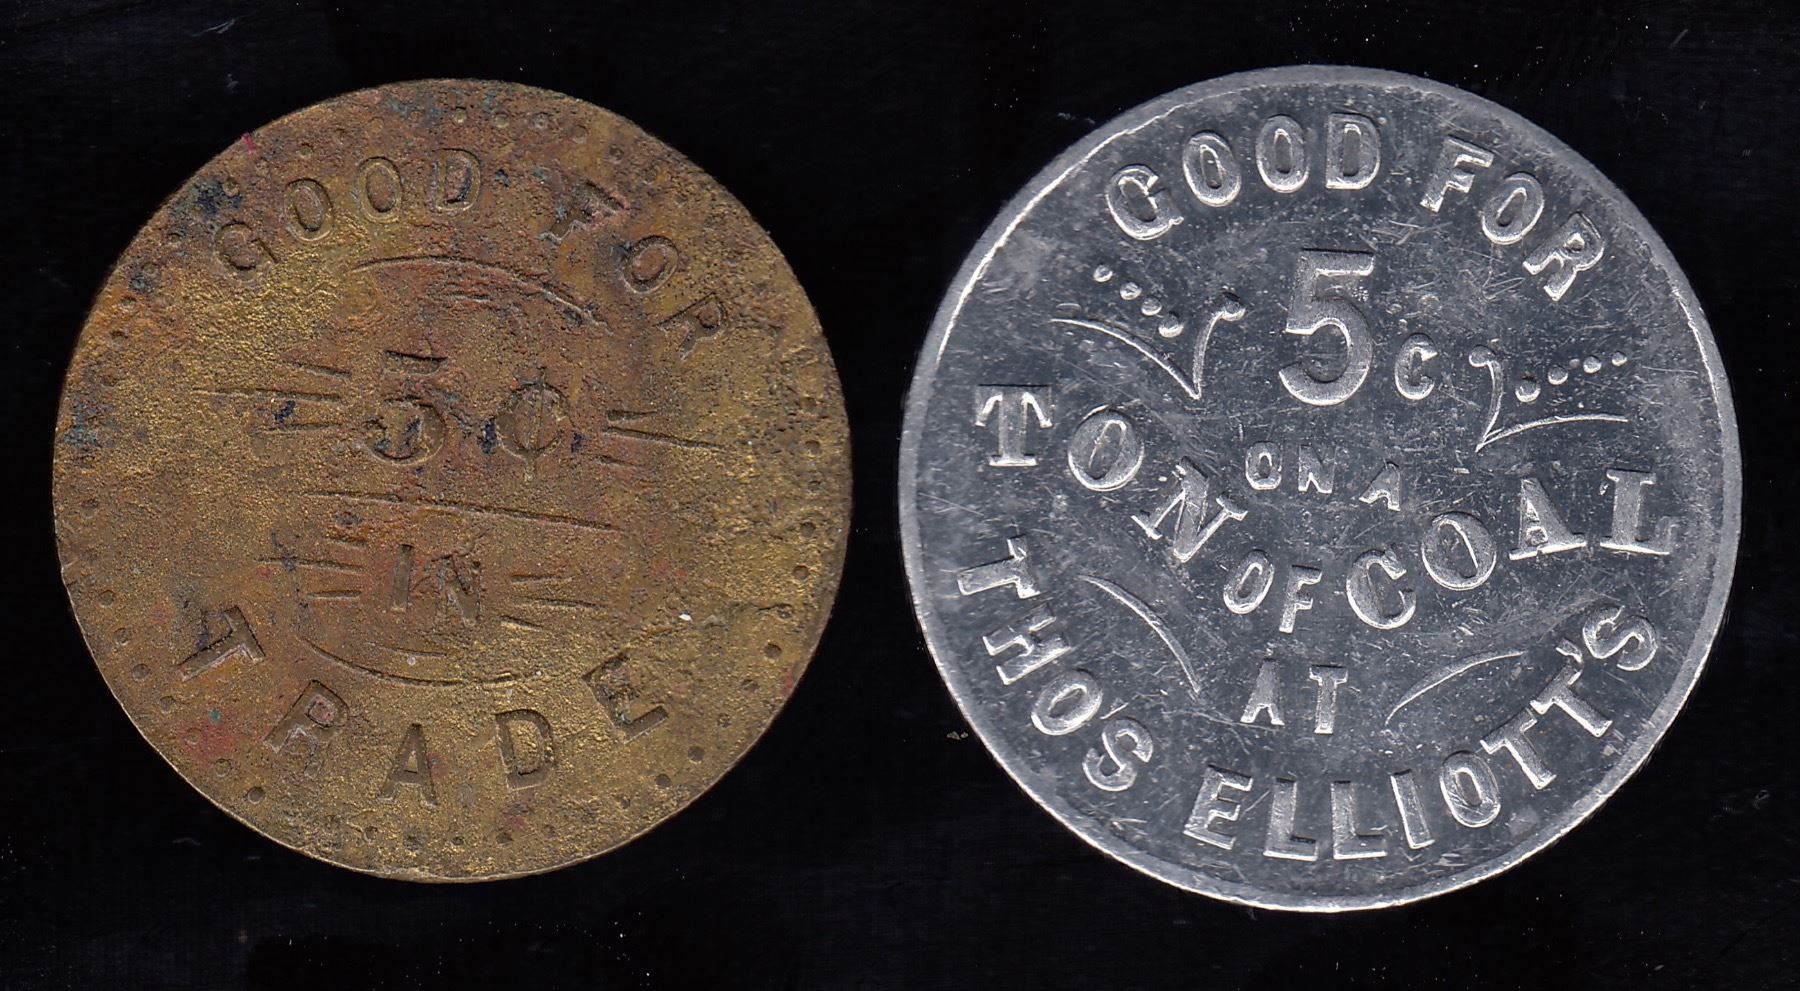 GOOD FOR
5¢
IN
TRADE
GOOD FOR
5c
ON A
TON OF COAL
AT
THOS ELLIOTT'S